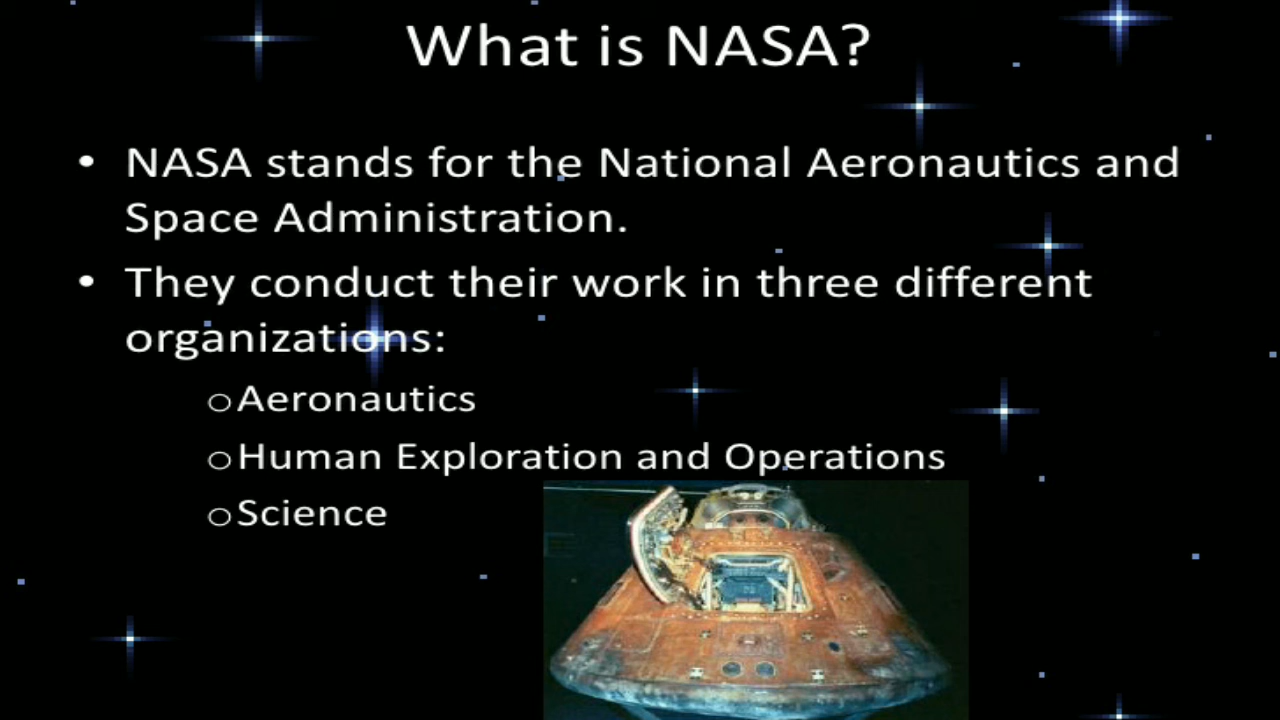 What is NASA?
• NASA stands for the National Aeronautics and
Space Administration.
• They conduct their work in three different
organizations:
○Aeronautics
○Human Exploration and Operations
○Science